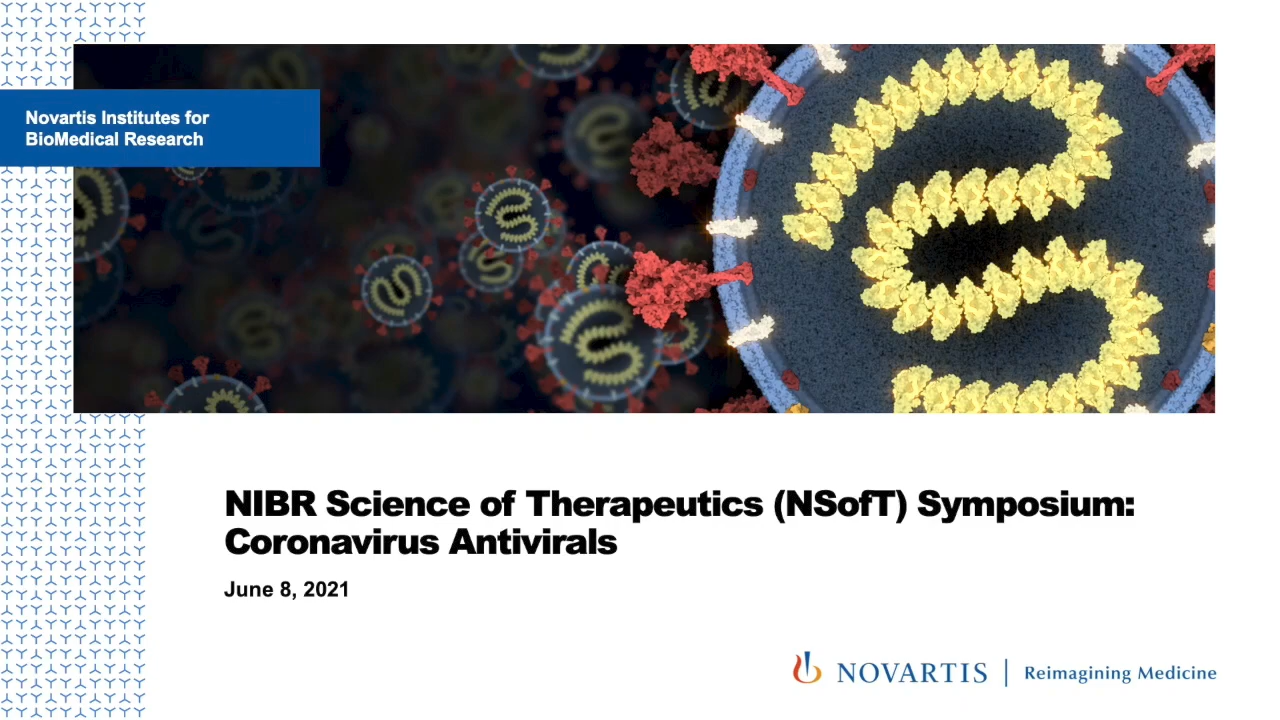 Novartis Institutes for
BioMedical Research
NIBR Science of Therapeutics (NSofT) Symposium:
Coronavirus Antivirals
June 8, 2021
NOVARTIS | Reimagining Medicine